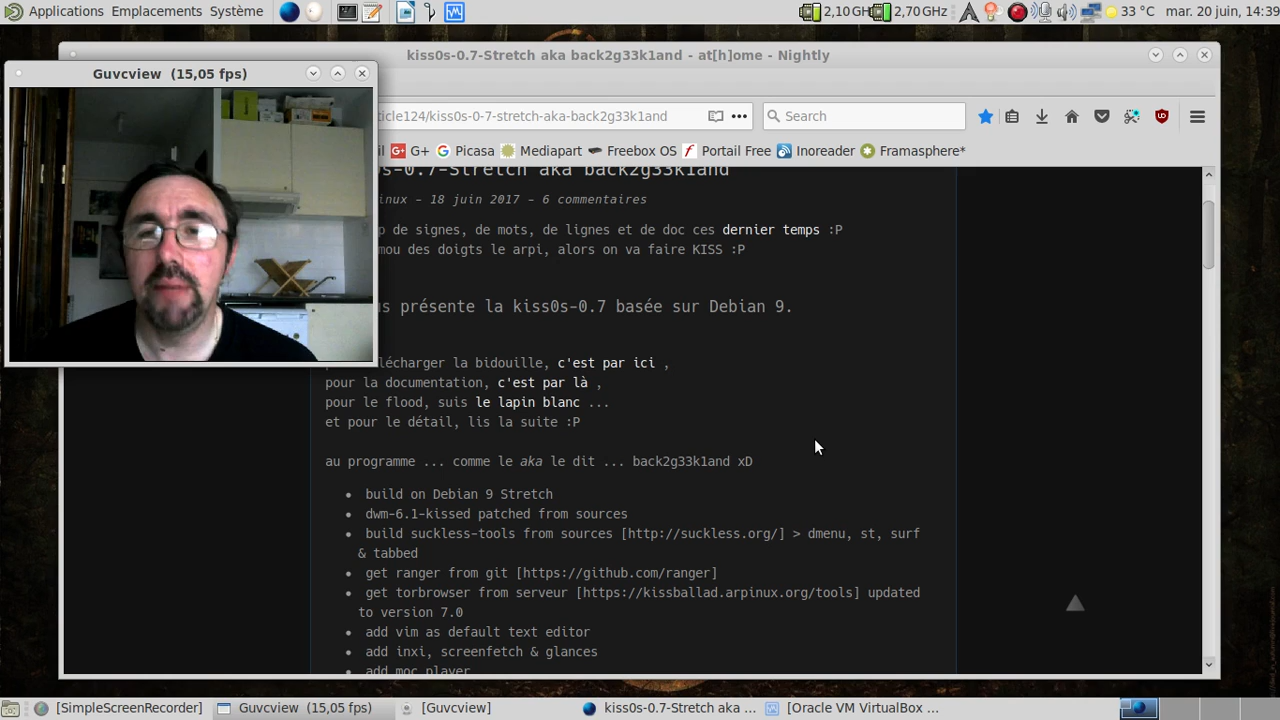 Applications Emplacements Système 2,10 GH 2,70 GHz 33 °C mar. 20 juin, 14:39
kiss0s-0.7-Stretch aka back2g33k1and - at[h]ome - Nightly
Guvcview (15,05 fps)
icle124/kiss0s-0-7-stretch-aka-back2g33k1and
Search
G+ Picasa Mediapart Freebox OS Portail Free Inoreader Framasphere*
s-0.7-Stretch aka back2g33k1and
inux - 18 juin 2017 - 6 commentaires
p de signes, de mots, de lignes et de doc ces dernier temps :P
mou des doigts le arpi, alors on va faire KISS :P
us présente la kiss0s-0.7 basée sur Debian 9.
lécharger la bidouille, c'est par ici ,
pour la documentation, c'est par là ,
pour le flood, suis le lapin blanc ...
et pour le détail, lis la suite :P
au programme ... comme le aka le dit ... back2g33k1and xD
build on Debian 9 Stretch
dwm-6.1-kissed patched from sources
build suckless-tools from sources [http://suckless.org/] > dmenu, st, surf
& tabbed
get ranger from git [https://github.com/ranger]
get torbrowser from serveur [https://kissballad.arpinux.org/tools] updated
to version 7.0
add vim as default text editor
add inxi, screenfetch & glances
add moc player
[SimpleScreenRecorder] Guvcview (15,05 fps) [Guvcview] kiss0s-0.7-Stretch aka ... [Oracle VM VirtualBox ...